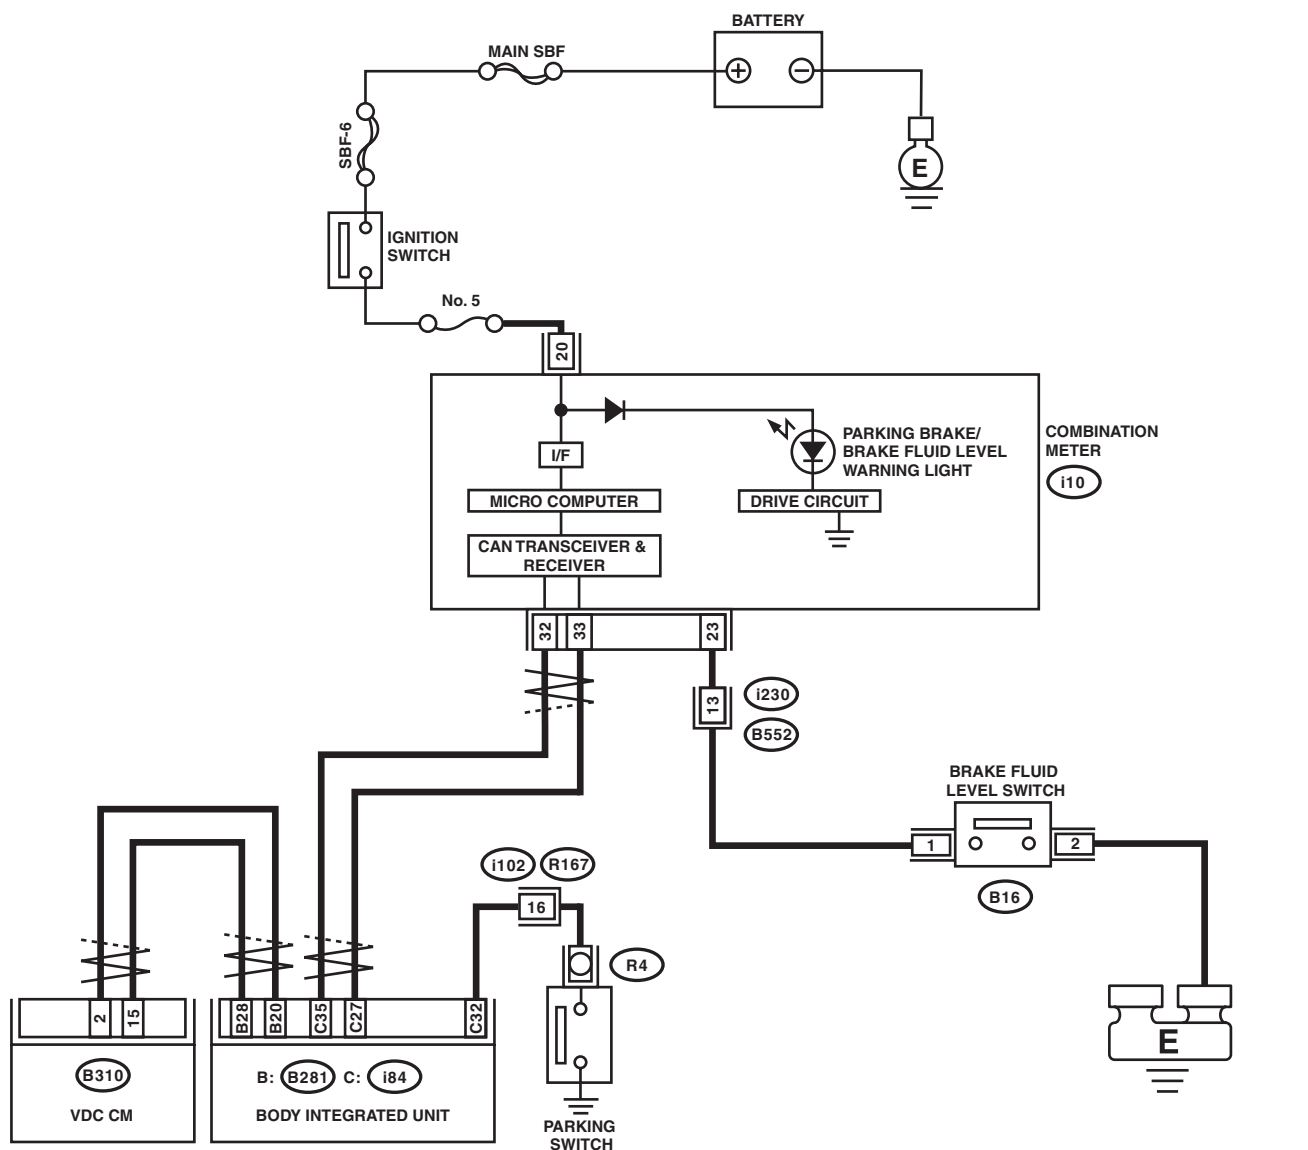 BATTERY
MAIN SBF
+
−
SBF-6
E
IGNITION
SWITCH
No. 5
20
PARKING BRAKE/
BRAKE FLUID LEVEL
WARNING LIGHT
COMBINATION
METER
i10
I/F
MICRO COMPUTER
DRIVE CIRCUIT
CAN TRANSCEIVER &
RECEIVER
32
33
23
13
i230
B552
BRAKE FLUID
LEVEL SWITCH
1
2
B16
i102
R167
16
R4
2
15
B28
B20
C35
C27
C32
E
B310
VDC CM
B: B281 C: i84
BODY INTEGRATED UNIT
PARKING
SWITCH